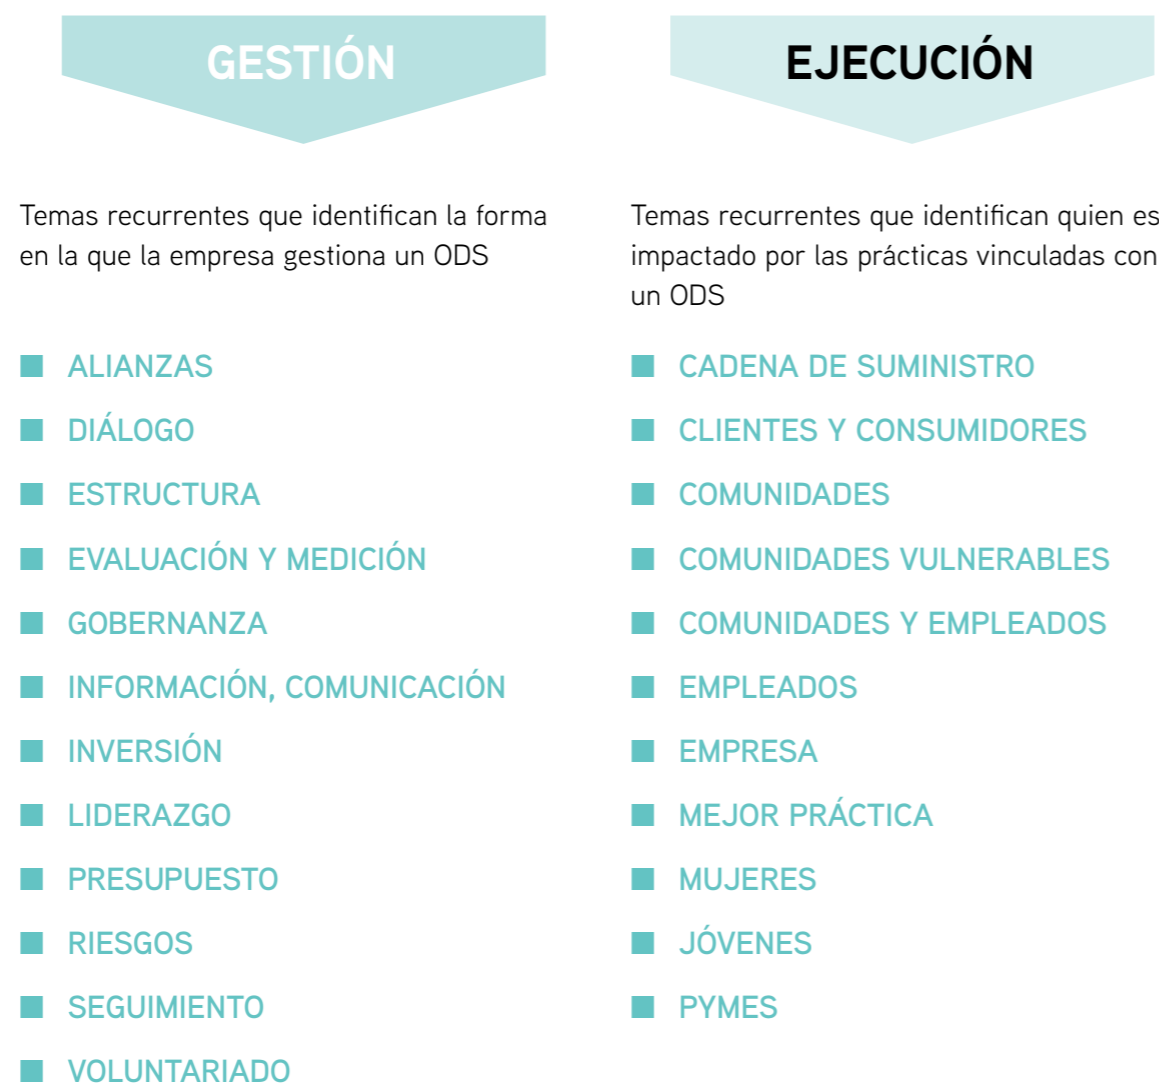 GESTIÓN
Temas recurrentes que identifican la forma
en la que la empresa gestiona un ODS
ALIANZAS
DIÁLOGO
ESTRUCTURA
EVALUACIÓN Y MEDICIÓN
GOBERNANZA
INFORMACIÓN, COMUNICACIÓN
INVERSIÓN
LIDERAZGO
PRESUPUESTO
RIESGOS
SEGUIMIENTO
VOLUNTARIADO
EJECUCIÓN
Temas recurrentes que identifican quien es
impactado por las prácticas vinculadas con
un ODS
CADENA DE SUMINISTRO
CLIENTES Y CONSUMIDORES
COMUNIDADES
COMUNIDADES VULNERABLES
COMUNIDADES Y EMPLEADOS
EMPLEADOS
EMPRESA
MEJOR PRÁCTICA
MUJERES
JÓVENES
PYMES